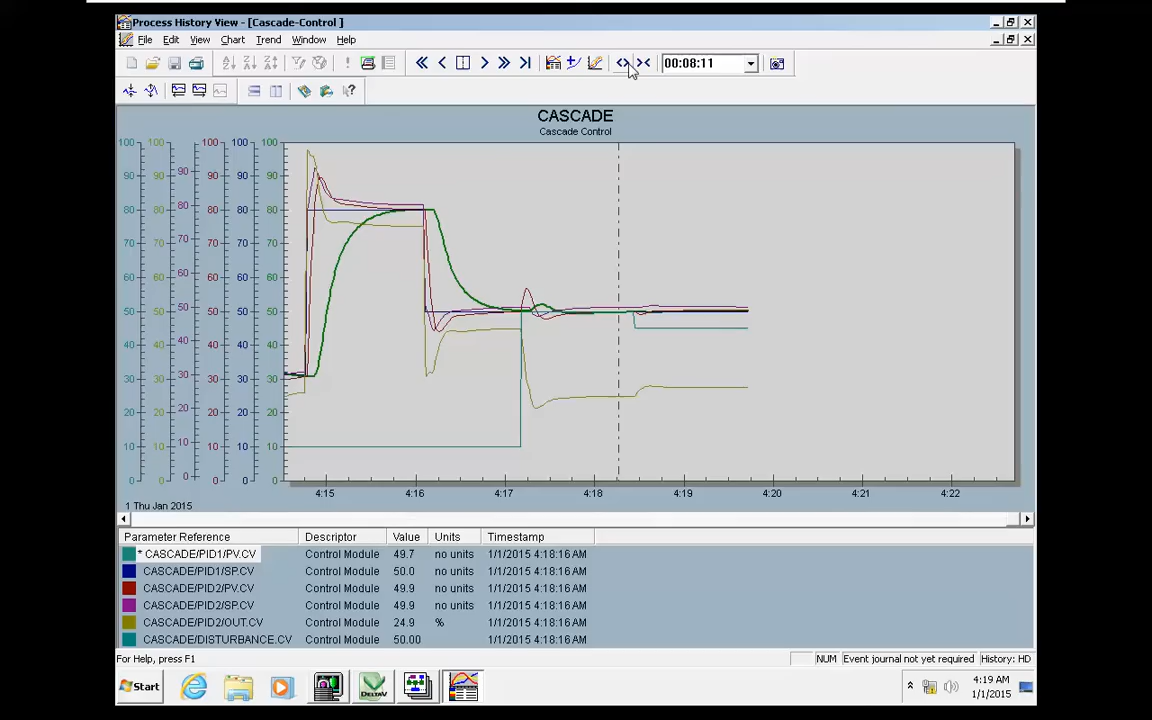 Process History View - [Cascade-Control ]
File Edit View Chart Trend Window Help
00:08:11
CASCADE
Cascade Control
100 100 100 100 100
90 90 90 90 90 90
80 80 80 80 80 80
70 70 70 70 70 70
60 60 60 60 60 60
50 50 50 50 50 50
40 40 40 40 40 40
30 30 30 30 30 30
20 20 20 20 20 20
10 10 10 10 10 10
0 0 0 0 0 0
4:15 4:16 4:17 4:18 4:19 4:20 4:21 4:22
1 Thu Jan 2015
Parameter Reference Descriptor Value Units Timestamp
* CASCADE/PID1/PV.CV Control Module 49.7 no units 1/1/2015 4:18:16 AM
CASCADE/PID1/SP.CV Control Module 50.0 no units 1/1/2015 4:18:16 AM
CASCADE/PID2/PV.CV Control Module 49.9 no units 1/1/2015 4:18:16 AM
CASCADE/PID2/SP.CV Control Module 49.9 no units 1/1/2015 4:18:16 AM
CASCADE/PID2/OUT.CV Control Module 24.9 % 1/1/2015 4:18:16 AM
CASCADE/DISTURBANCE.CV Control Module 50.00 1/1/2015 4:18:16 AM
For Help, press F1 NUM Event journal not yet required History: HD
Start DELTAV 4:19 AM
1/1/2015